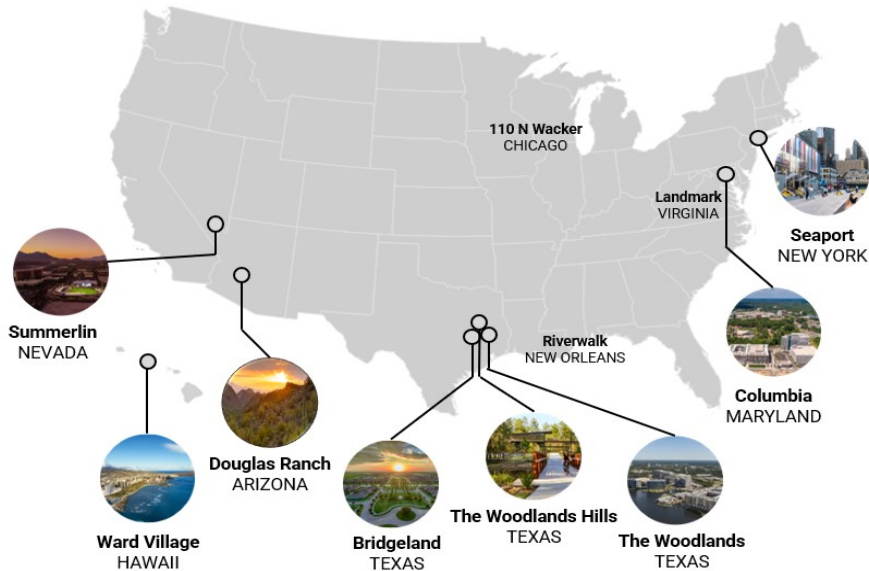 110 N Wacker
CHICAGO
Landmark
VIRGINIA
Seaport
NEW YORK
Summerlin
NEVADA
Riverwalk
NEW ORLEANS
Columbia
MARYLAND
Douglas Ranch
ARIZONA
Ward Village
HAWAII
Bridgeland
TEXAS
The Woodlands Hills
TEXAS
The Woodlands
TEXAS